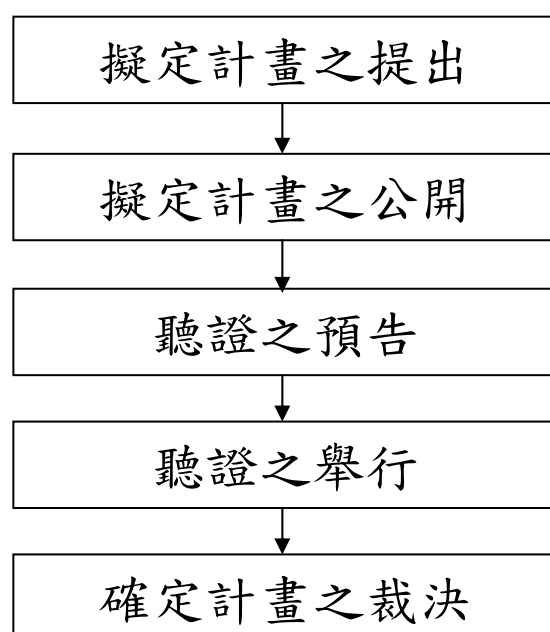 擬定計畫之提出
擬定計畫之公開
聽證之預告
聽證之舉行
確定計畫之裁決